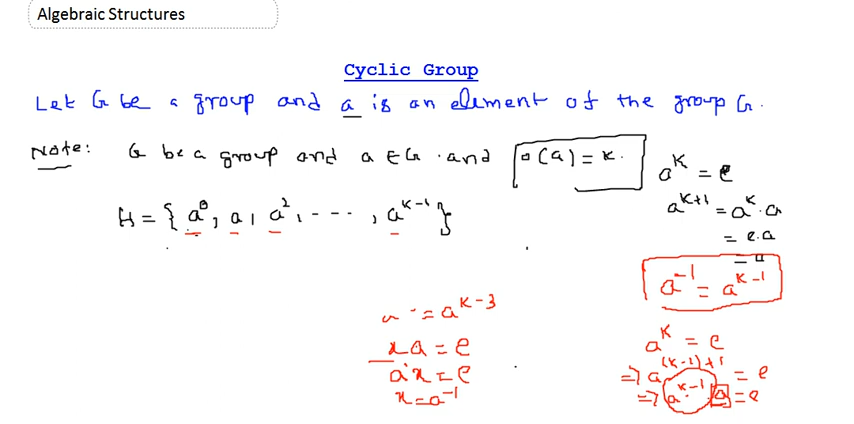 Algebraic Structures
Cyclic Group
Let G be a group and a is an element of the group G.
Note: G be a group and a ∈ G and o(a) = k.
a^k = e
a^{k+1} = a^k . a
= e.a
= a
H = { a^0, a, a^2, . --- , a^{k-1} }
a^{-1} = a^{k-1}
= a^{k-3}
xa = e
ax = e
x = a^{-1}
a^k = e
=> a^{(k-1)+1} = e
=> a^{k-1} . a = e